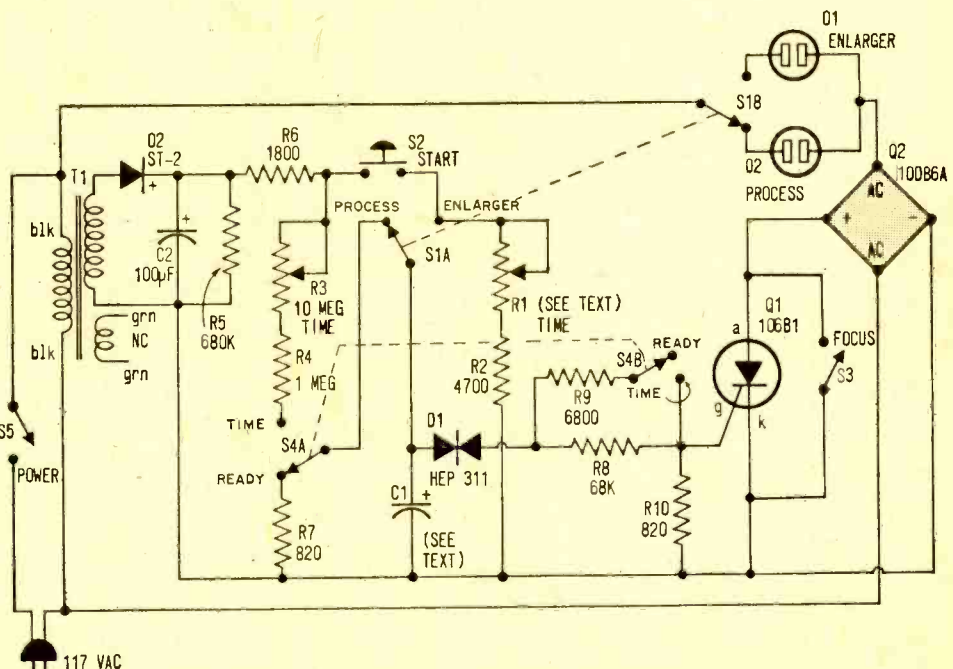 O1
ENLARGER
S1B
O2
PROCESS
Q2
10DB6A
AC
+
-
AC
D2
ST-2
+
T1
blk
blk
+
C2
100µF
R5
680K
grn
NC
grn
R6
1800
S2
START
PROCESS
ENLARGER
S1A
R3
10 MEG
TIME
R4
1 MEG
R1 (SEE TEXT)
TIME
R2
4700
READY
S4B
TIME
R9
6800
Q1
106B1
a
g
k
FOCUS
S3
TIME
S4A
READY
D1
HEP 311
R8
68K
R10
820
R7
820
C1
+
(SEE
TEXT)
S5
POWER
117 VAC